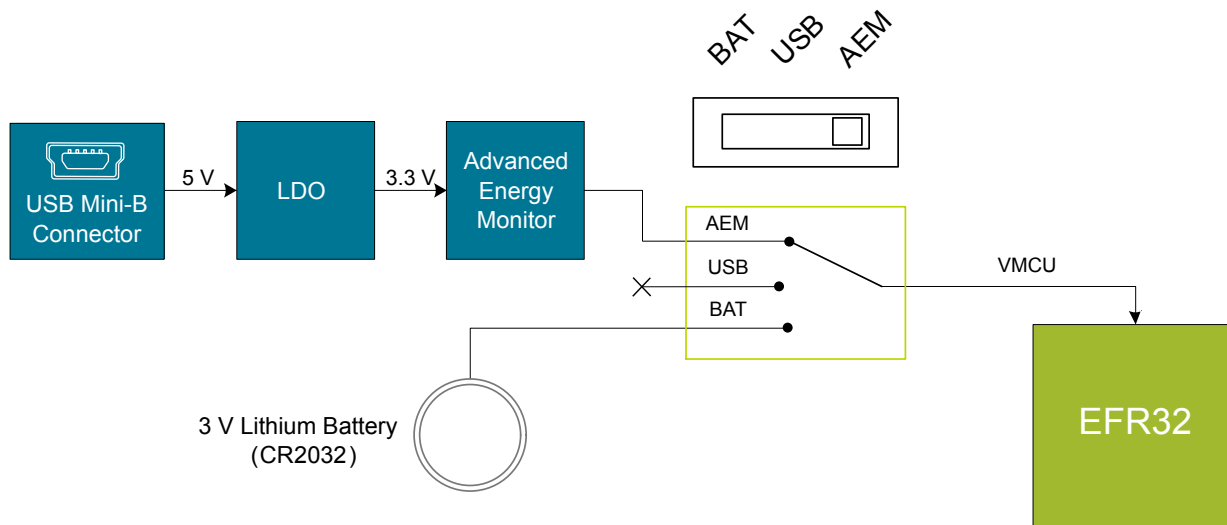 BAT
USB
AEM
USB Mini-B
Connector
5 V
LDO
3.3 V
Advanced
Energy
Monitor
AEM
USB
BAT
VMCU
3 V Lithium Battery
(CR2032)
EFR32